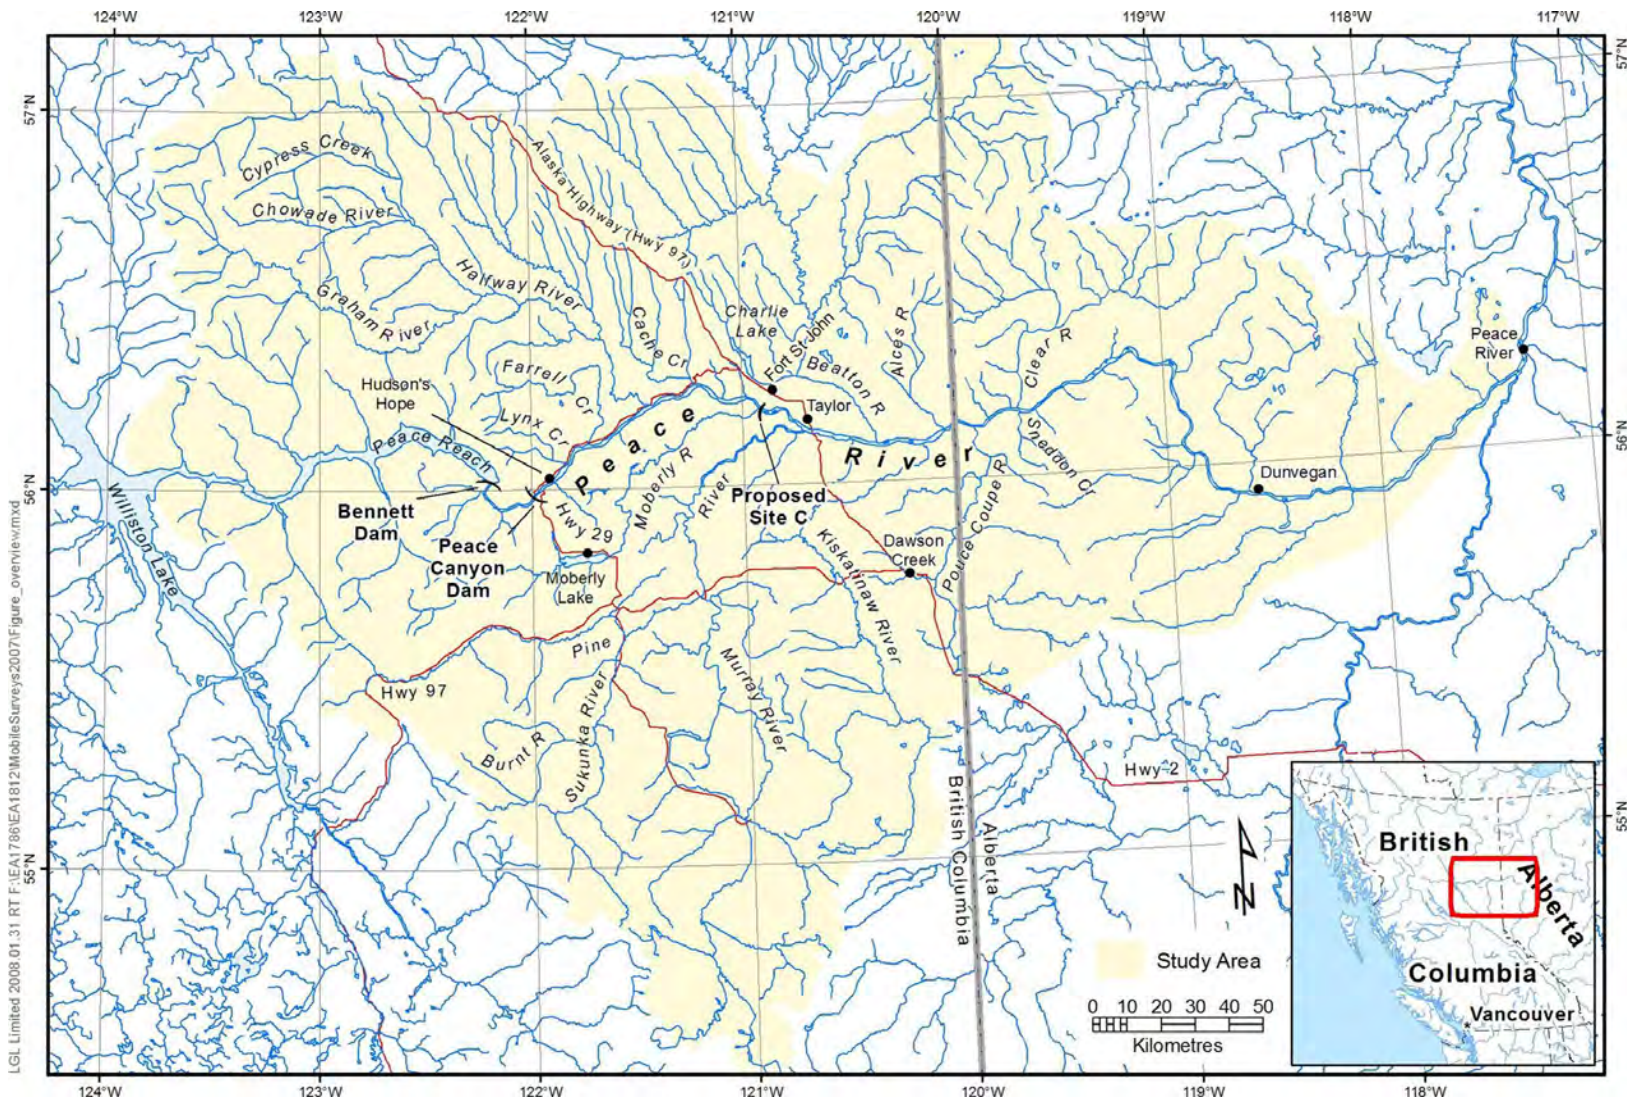 124°W
123°W
122°W
121°W
120°W
119°W
118°W
117°W
57°N
57°N
Cypress Creek
Alaska Highway (Hwy 97)
Chowade River
Halfway River
Graham River
Charlie
Lake
Cache Cr
Fort St John
Alces R
Clear R
Peace
River
Farrell Cr
Beatton R
Hudson's
Hope
Taylor
Lynx Cr
Peace River
Peace Reach
Sneddon Cr
56°N
56°N
Moberly R
River
Pouce Coupe R
Dunvegan
Williston Lake
Bennett
Dam
Proposed
Site C
Hwy 29
Peace
Canyon
Dam
Kiskatinaw River
Dawson
Creek
Moberly
Lake
Pine
Murray River
Hwy 97
Sukunka River
Burnt R
Hwy 2
British Columbia
Alberta
55°N
55°N
N
Study Area
0 10 20 30 40 50
Kilometres
British
Alberta
Columbia
Vancouver
124°W
123°W
122°W
121°W
120°W
119°W
118°W
LGL Limited 2008.01.31 RT F:\EA1786\EA1812\MobileSurveys2007\Figure_overview.mxd